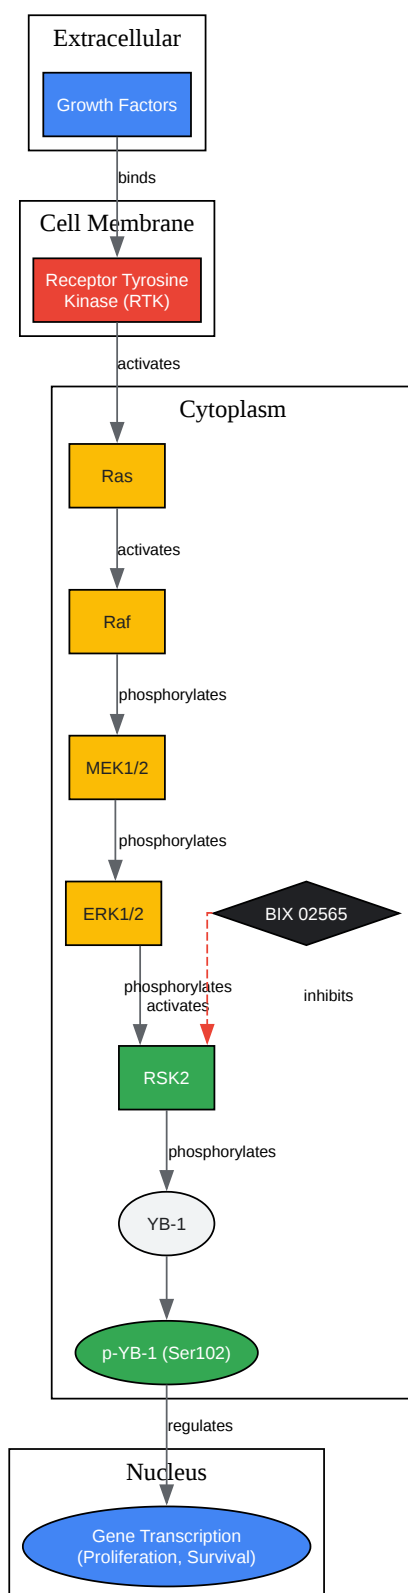 Extracellular
Growth Factors
binds
Cell Membrane
Receptor Tyrosine
Kinase (RTK)
activates
Cytoplasm
Ras
activates
Raf
phosphorylates
MEK1/2
phosphorylates
ERK1/2
BIX 02565
phosphorylates
activates
inhibits
RSK2
phosphorylates
YB-1
p-YB-1 (Ser102)
regulates
Nucleus
Gene Transcription
(Proliferation, Survival)